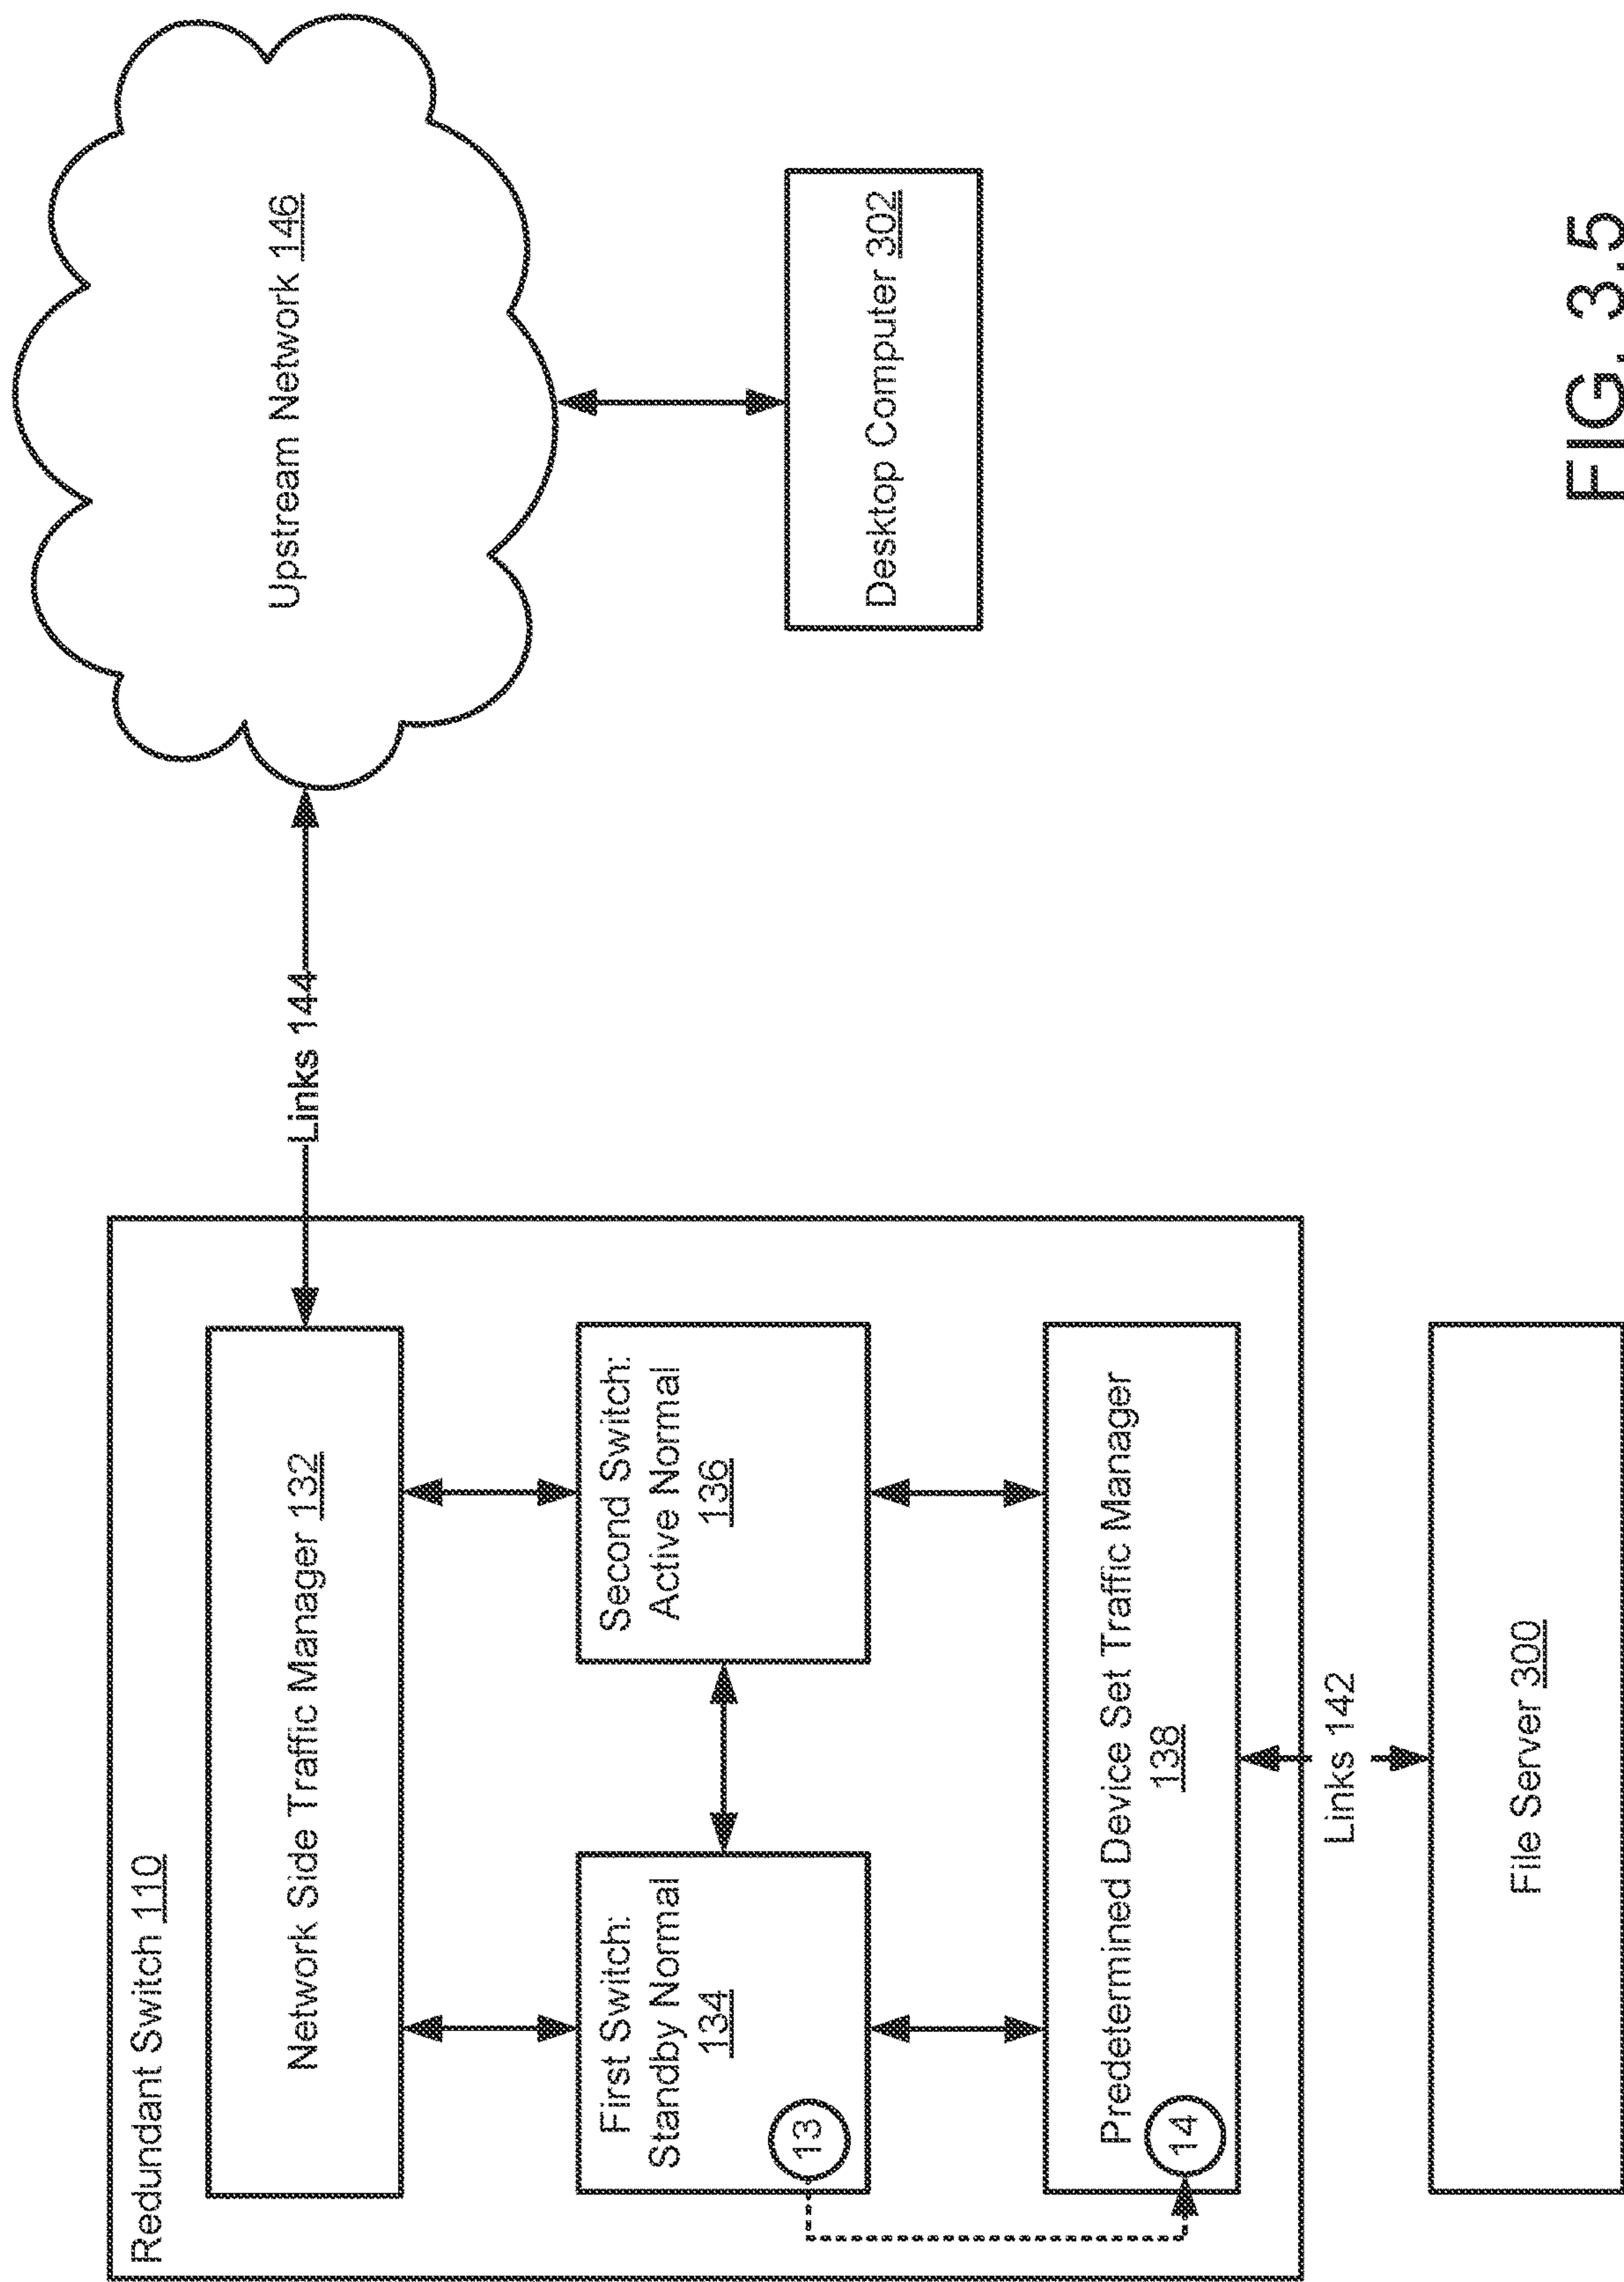 Redundant Switch 110
Network Side Traffic Manager 132
Links 144
Upstream Network 146
First Switch:
Standby Normal
134
13
Second Switch:
Active Normal
136
Desktop Computer 302
Predetermined Device Set Traffic Manager
138
14
Links 142
File Server 300
FIG. 3.5